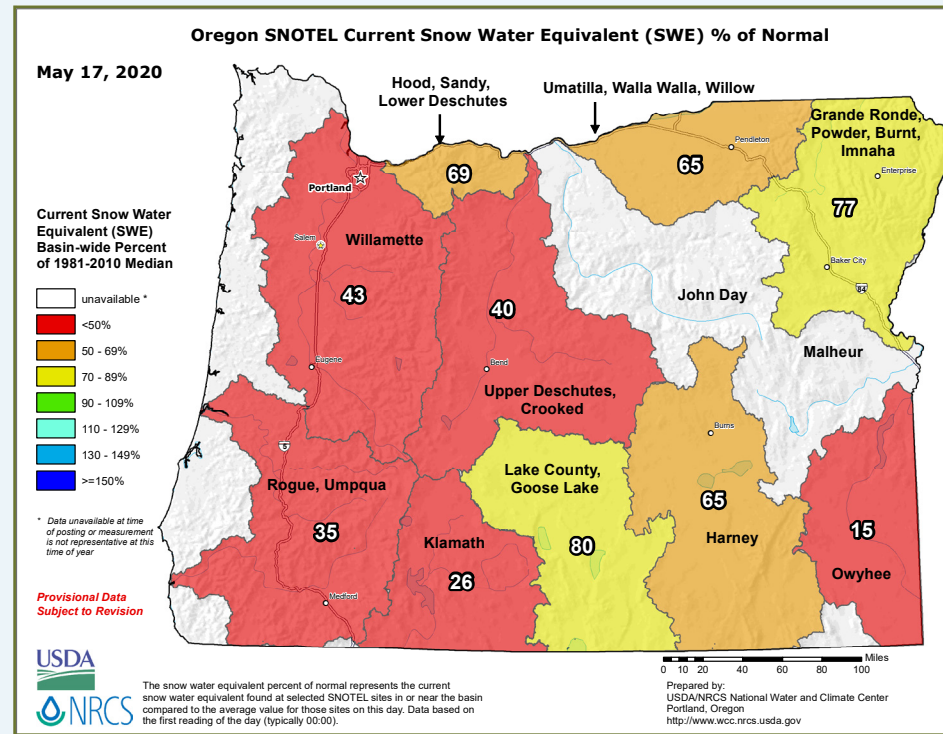 Oregon SNOTEL Current Snow Water Equivalent (SWE) % of Normal
May 17, 2020
Hood, Sandy,
Lower Deschutes
Umatilla, Walla Walla, Willow
Grande Ronde,
Powder, Burnt,
Imnaha
Pendleton
Enterprise
69
65
Portland
77
Current Snow Water
Equivalent (SWE)
Basin-wide Percent
of 1981-2010 Median
Salem
Willamette
Baker City
84
43
40
John Day
unavailable *
<50%
50 - 69%
70 - 89%
90 - 109%
110 - 129%
130 - 149%
>=150%
Malheur
Eugene
Bend
Upper Deschutes,
Crooked
Burns
5
Lake County,
Goose Lake
Rogue, Umpqua
65
35
Klamath
80
Harney
15
26
Owyhee
Medford
* Data unavailable at time
of posting or measurement
is not representative at this
time of year
Provisional Data
Subject to Revision
Miles
0 10 20 40 60 80 100
USDA
NRCS
The snow water equivalent percent of normal represents the current
snow water equivalent found at selected SNOTEL sites in or near the basin
compared to the average value for those sites on this day. Data based on
the first reading of the day (typically 00:00).
Prepared by:
USDA/NRCS National Water and Climate Center
Portland, Oregon
http://www.wcc.nrcs.usda.gov